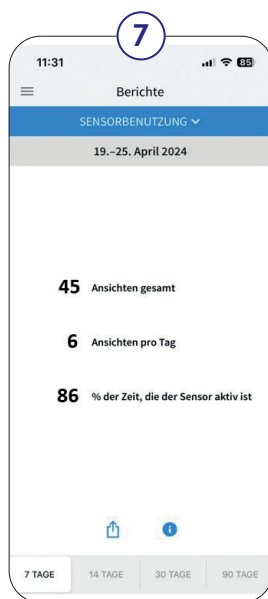 7
11:31 85
Berichte
SENSORBENUTZUNG
19.–25. April 2024
45 Ansichten gesamt
6 Ansichten pro Tag
86 % der Zeit, die der Sensor aktiv ist
7 TAGE 14 TAGE 30 TAGE 90 TAGE